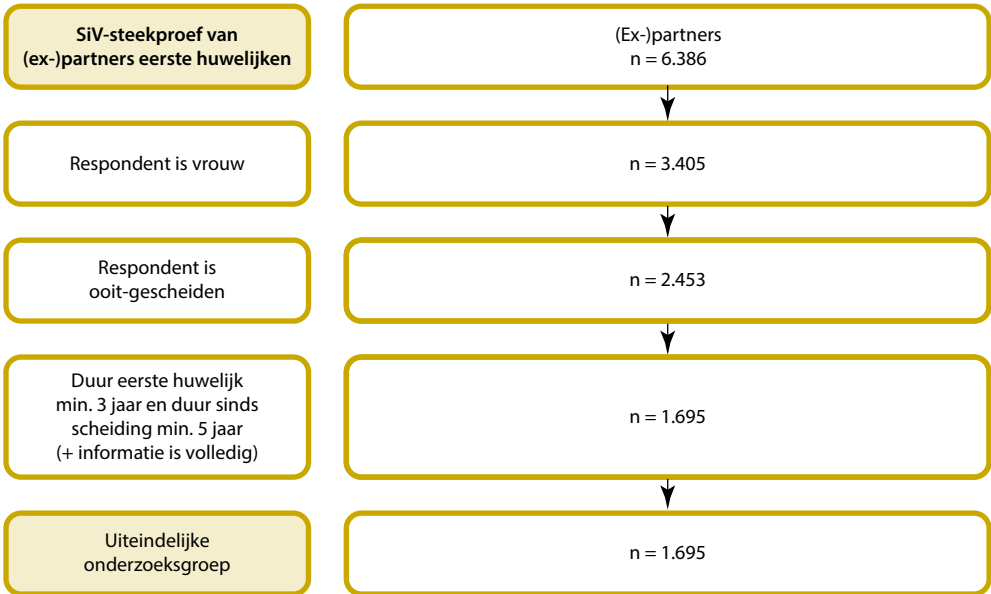 SiV-steekproef van
(ex-)partners eerste huwelijken
(Ex-)partners
n = 6.386
Respondent is vrouw
n = 3.405
Respondent is
ooit-gescheiden
n = 2.453
Duur eerste huwelijk
min. 3 jaar en duur sinds
scheiding min. 5 jaar
(+ informatie is volledig)
n = 1.695
Uiteindelijke
onderzoeksgroep
n = 1.695